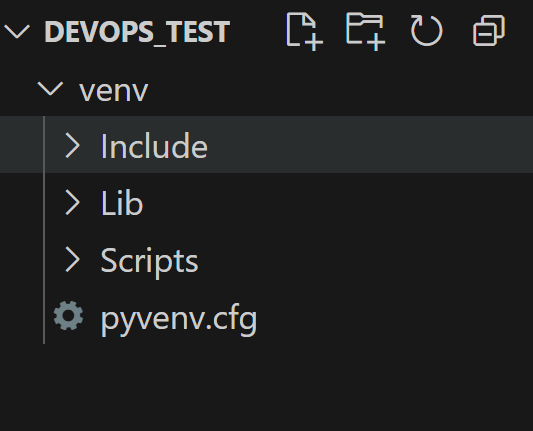 DEVOPS_TEST
venv
Include
Lib
Scripts
pyvenv.cfg